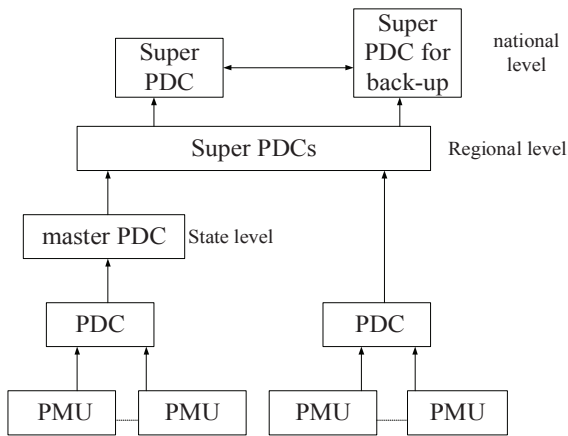 Super
PDC
Super
PDC for
back-up
national
level
Super PDCs
Regional level
master PDC
State level
PDC
PDC
PMU
PMU
PMU
PMU